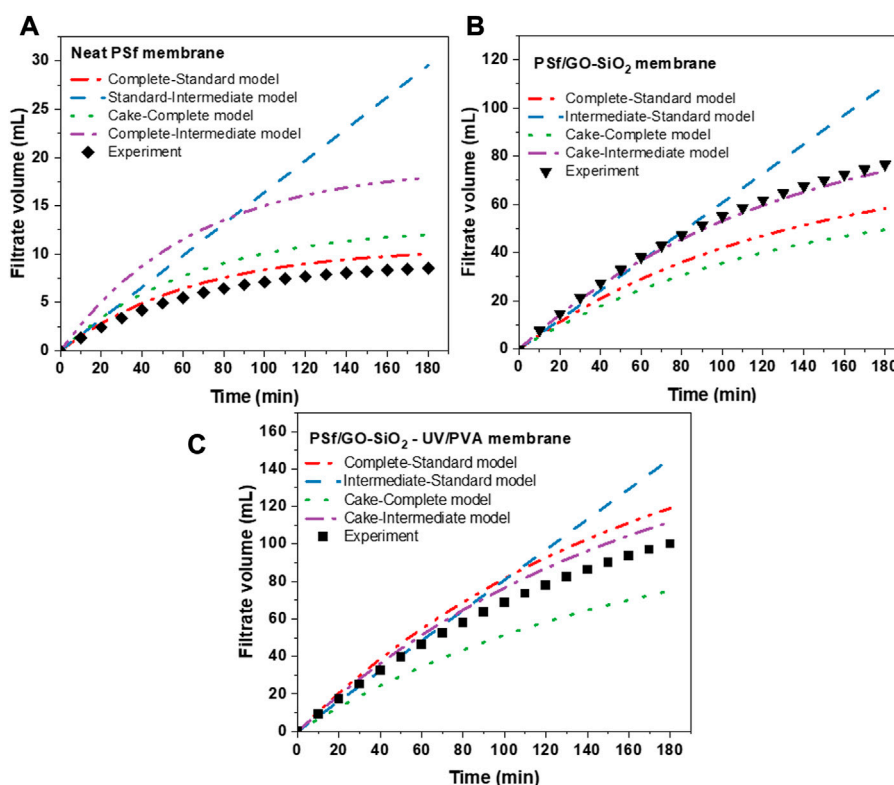 A
Neat PSf membrane
Complete-Standard model
Standard-Intermediate model
Cake-Complete model
Complete-Intermediate model
Experiment
Filtrate volume (mL)
30
25
20
15
10
5
0
0 20 40 60 80 100 120 140 160 180
Time (min)
B
PSf/GO-SiO₂ membrane
Complete-Standard model
Intermediate-Standard model
Cake-Complete model
Cake-Intermediate model
Experiment
Filtrate volume (mL)
120
100
80
60
40
20
0
0 20 40 60 80 100 120 140 160 180
Time (min)
C
PSf/GO-SiO₂ - UV/PVA membrane
Complete-Standard model
Intermediate-Standard model
Cake-Complete model
Cake-Intermediate model
Experiment
Filtrate volume (mL)
160
140
120
100
80
60
40
20
0
0 20 40 60 80 100 120 140 160 180
Time (min)